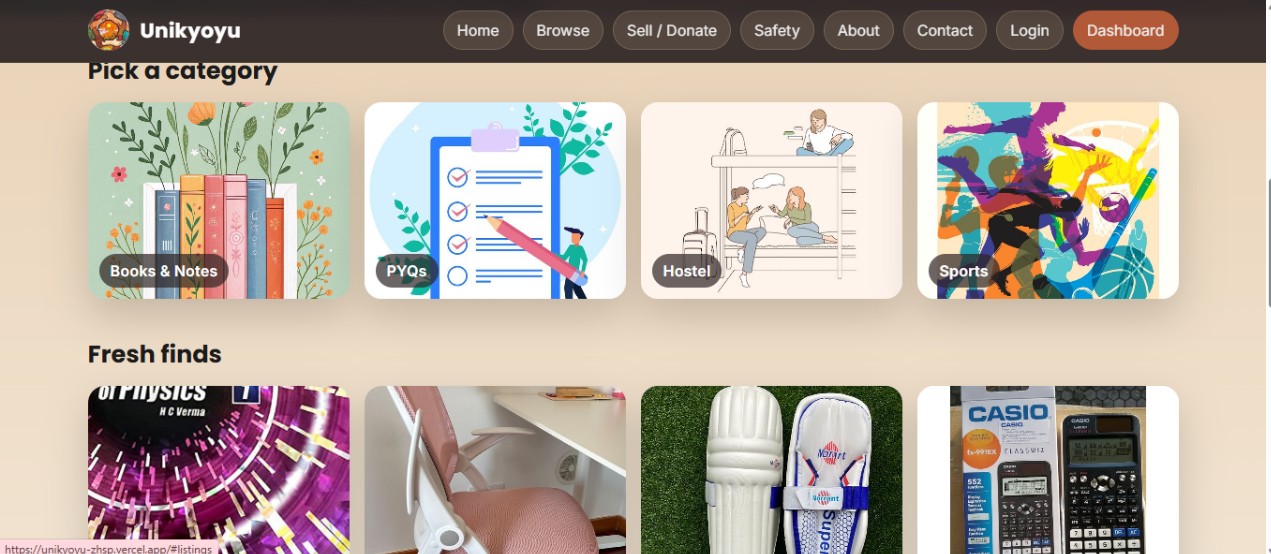 Unikyoyu
Home Browse Sell / Donate Safety About Contact Login Dashboard
Pick a category
Books & Notes
PYQs
Hostel
Sports
Fresh finds
of Physics
1
H C Verma
CASIO
CASIO
fx-991EX
CLASSWIZ
552
CASIO
https://unikyoyu-zhsp.vercel.app/#listings